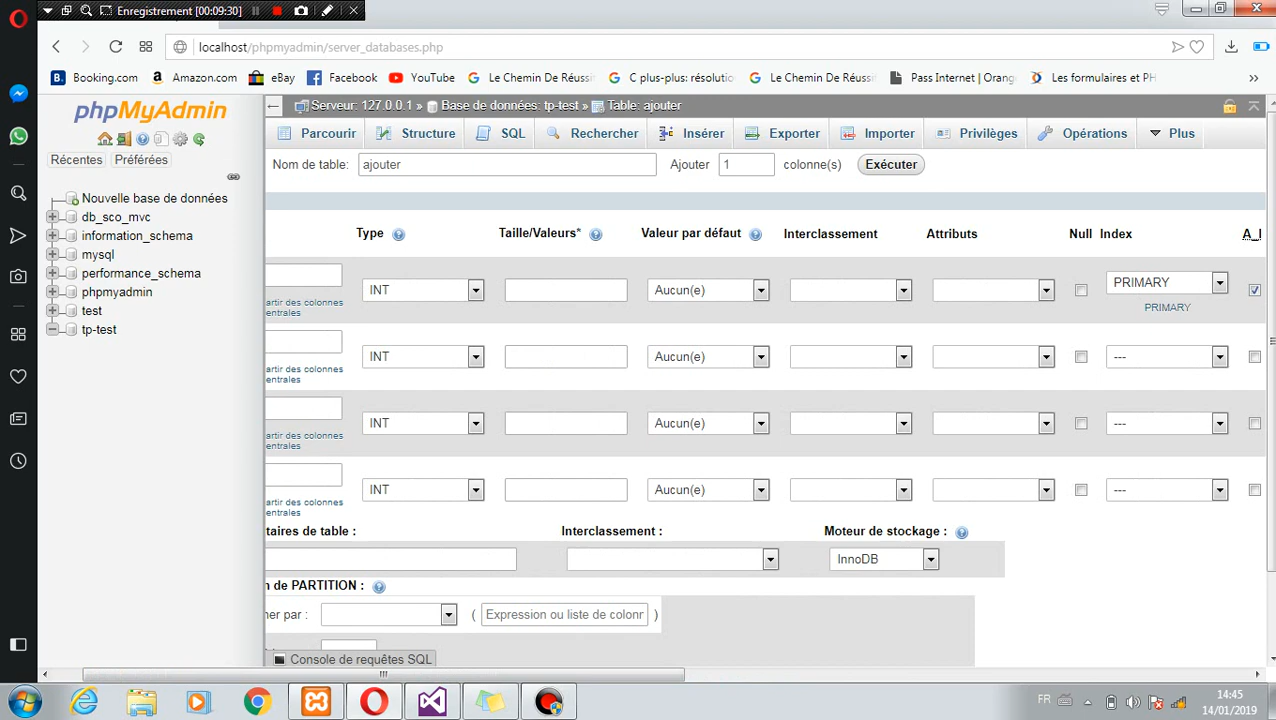 Enregistrement [00:09:30]
localhost/phpmyadmin/server_databases.php
B. Booking.com a Amazon.com eBay Facebook YouTube Le Chemin De Réussi C plus-plus: résolutio Le Chemin De Réussi Pass Internet | Orang Les formulaires et PH »
phpMyAdmin
Récentes Préférées
Nouvelle base de données
db_sco_mvc
information_schema
mysql
performance_schema
phpmyadmin
test
tp-test
Serveur: 127.0.0.1 » Base de données: tp-test » Table: ajouter
Parcourir Structure SQL Rechercher Insérer Exporter Importer Privilèges Opérations Plus
Nom de table: ajouter Ajouter 1 colonne(s) Exécuter
Type Taille/Valeurs* Valeur par défaut Interclassement Attributs Null Index A_I
INT Aucun(e) PRIMARY
artir des colonnes
entrales
PRIMARY
INT Aucun(e) ---
artir des colonnes
entrales
INT Aucun(e) ---
artir des colonnes
entrales
INT Aucun(e) ---
artir des colonnes
entrales
taires de table : Interclassement : Moteur de stockage :
InnoDB
n de PARTITION :
ner par : ( Expression ou liste de colonn )
Console de requêtes SQL
FR 14:45
14/01/2019